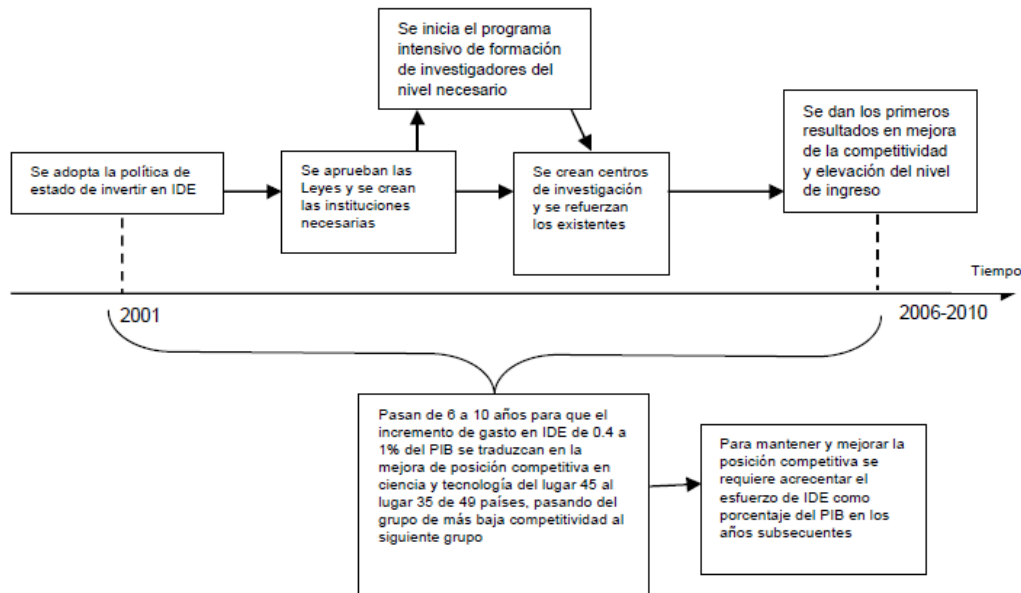 Se inicia el programa
intensivo de formación
de investigadores del
nivel necesario
Se adopta la política de
estado de invertir en IDE
Se aprueban las
Leyes y se crean
las instituciones
necesarias
Se crean centros
de investigación
y se refuerzan
los existentes
Se dan los primeros
resultados en mejora
de la competitividad
y elevación del nivel
de ingreso
Tiempo
2001
2006-2010
Pasan de 6 a 10 años para que el
incremento de gasto en IDE de 0.4 a
1% del PIB se traduzcan en la
mejora de posición competitiva en
ciencia y tecnología del lugar 45 al
lugar 35 de 49 países, pasando del
grupo de más baja competitividad al
siguiente grupo
Para mantener y mejorar la
posición competitiva se
requiere acrecentar el
esfuerzo de IDE como
porcentaje del PIB en los
años subsecuentes